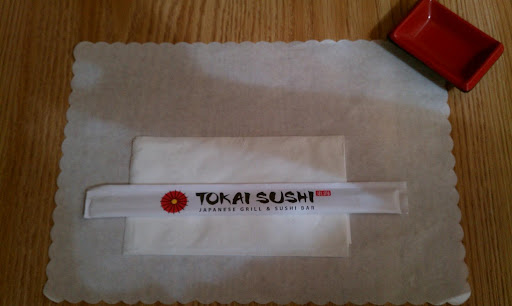 TOKAI SUSHI
JAPANESE GRILL & SUSHI BAR